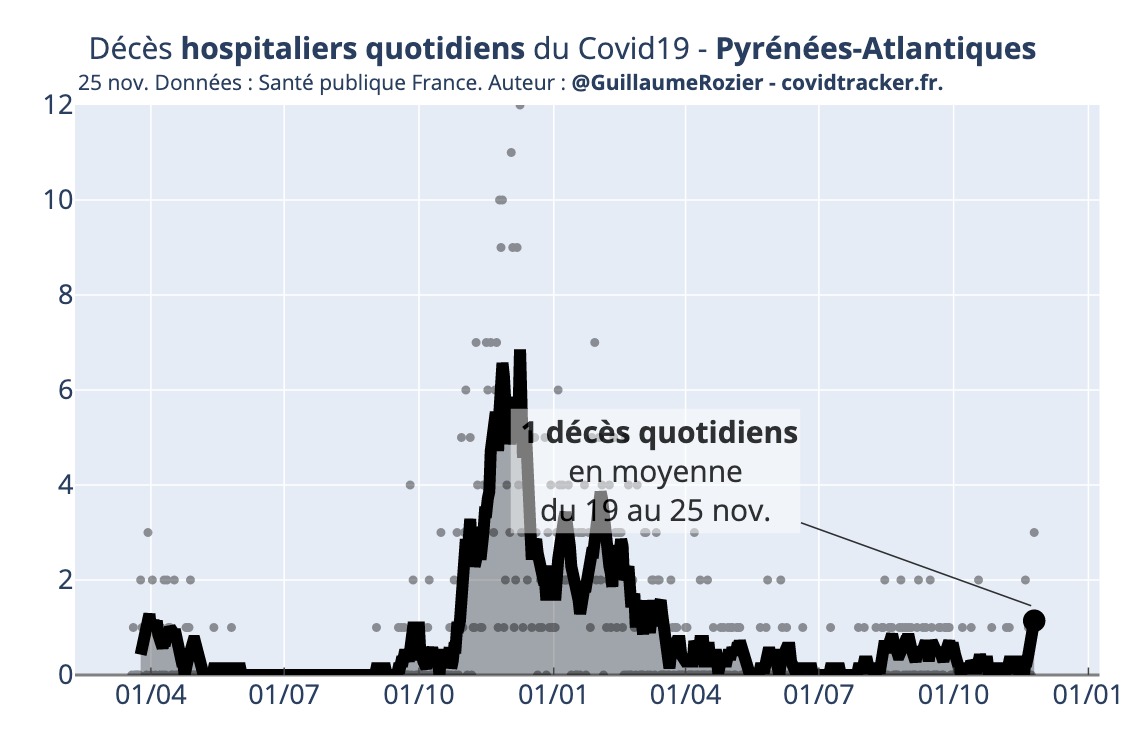 Décès hospitaliers quotidiens du Covid19 - Pyrénées-Atlantiques
25 nov. Données : Santé publique France. Auteur : @GuillaumeRozier - covidtracker.fr.
12
10
8
6
1 décès quotidiens
en moyenne
4
du 19 au 25 nov.
2
0
01/04 01/07 01/10 01/01 01/04 01/07 01/10 01/01